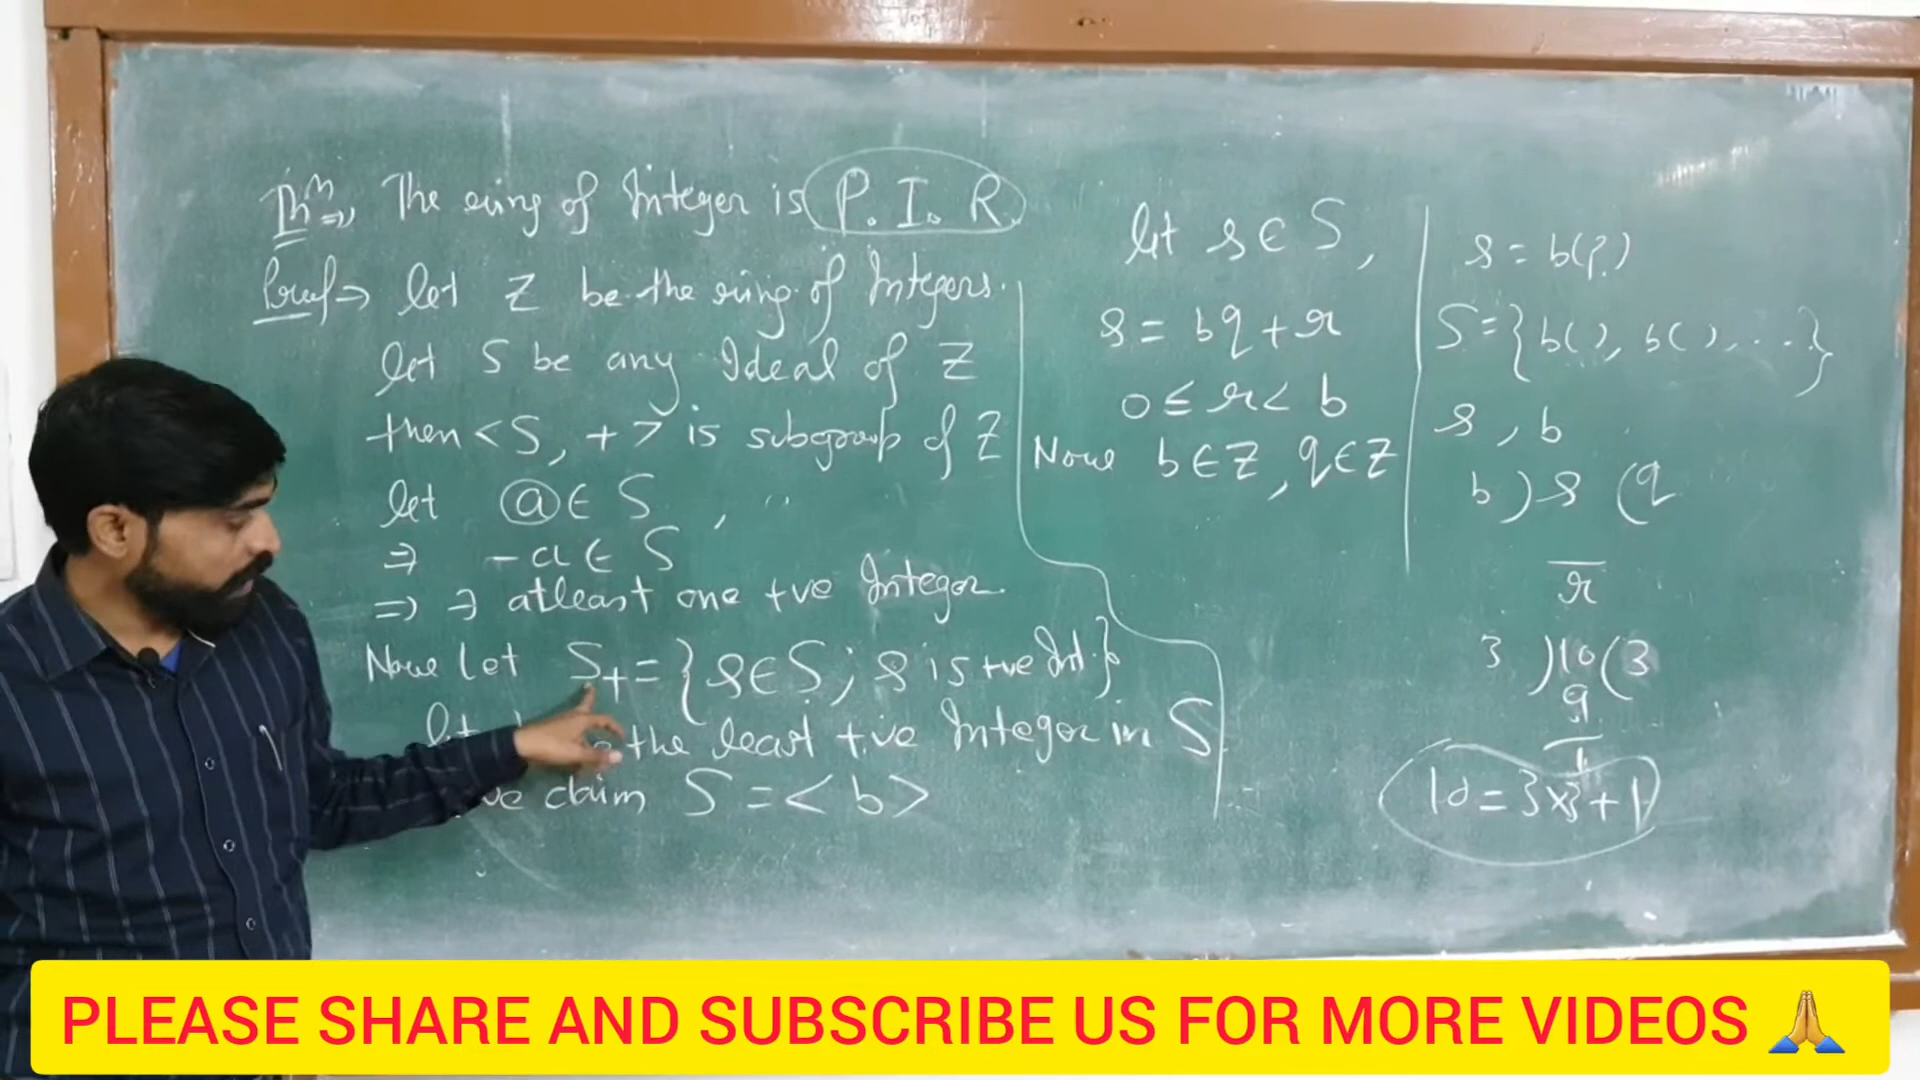 Thm => The ring of Integer is P. I. R.
Proof => let Z be the ring of Integers.
let S be any Ideal of Z
then <S, +> is subgroup of Z
let a ∈ S ,
=> -a ∈ S
=> ∃ atleast one +ve Integer.
Now let S+ = {s ∈ S ; s is +ve Int.}
let the least +ve Integer in S
we claim S = <b>
let s ∈ S ,
s = bq + r
0 ≤ r < b
Now b ∈ Z, q ∈ Z
s = b(?)
S = {b( ), b( ), ...}
s , b
b ) s ( q
r
3 ) 10 ( 3
9
1
10 = 3x3 + 1
PLEASE SHARE AND SUBSCRIBE US FOR MORE VIDEOS 🙏